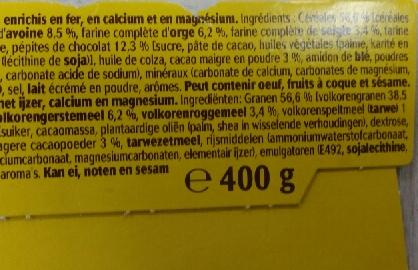 enrichis en fer, en calcium et en magnésium. Ingrédients : Céréales 56,6 % (céréales
d'avoine 8,5 %, farine complète d'orge 6,2 %, farine complète de seigle 3,4 %, farine
e, pépites de chocolat 12.3 % (sucre, pâte de cacao, huiles végétales (palme, karité en
(lécithine de soja)), huile de colza, cacao maigre en poudre 3 %, amidon de blé, poudres
, carbonate acide de sodium), minéraux (carbonate de calcium, carbonates de magnésium,
), sel, lait écrémé en poudre, arômes. Peut contenir oeuf, fruits à coque et sésame.
met ijzer, calcium en magnesium. Ingrediënten: Granen 56,6 % (volkorengranen 38.5
olkorengerstemeel 6,2 %, volkorenroggemeel 3,4 %, volkorenspeltmeel (tarwe) 1
(suiker, cacaomassa, plantaardige oliën (palm, shea in wisselende verhoudingen), dextrose,
agere cacaopoeder 3 %, tarwezetmeel, rijsmiddelen (ammoniumwaterstofcarbonaat,
ciumcarbonaat, magnesiumcarbonaten, elementair ijzer), emulgatoren (E492, sojalecithine,
aroma's. Kan ei, noten en sesam
e 400 g